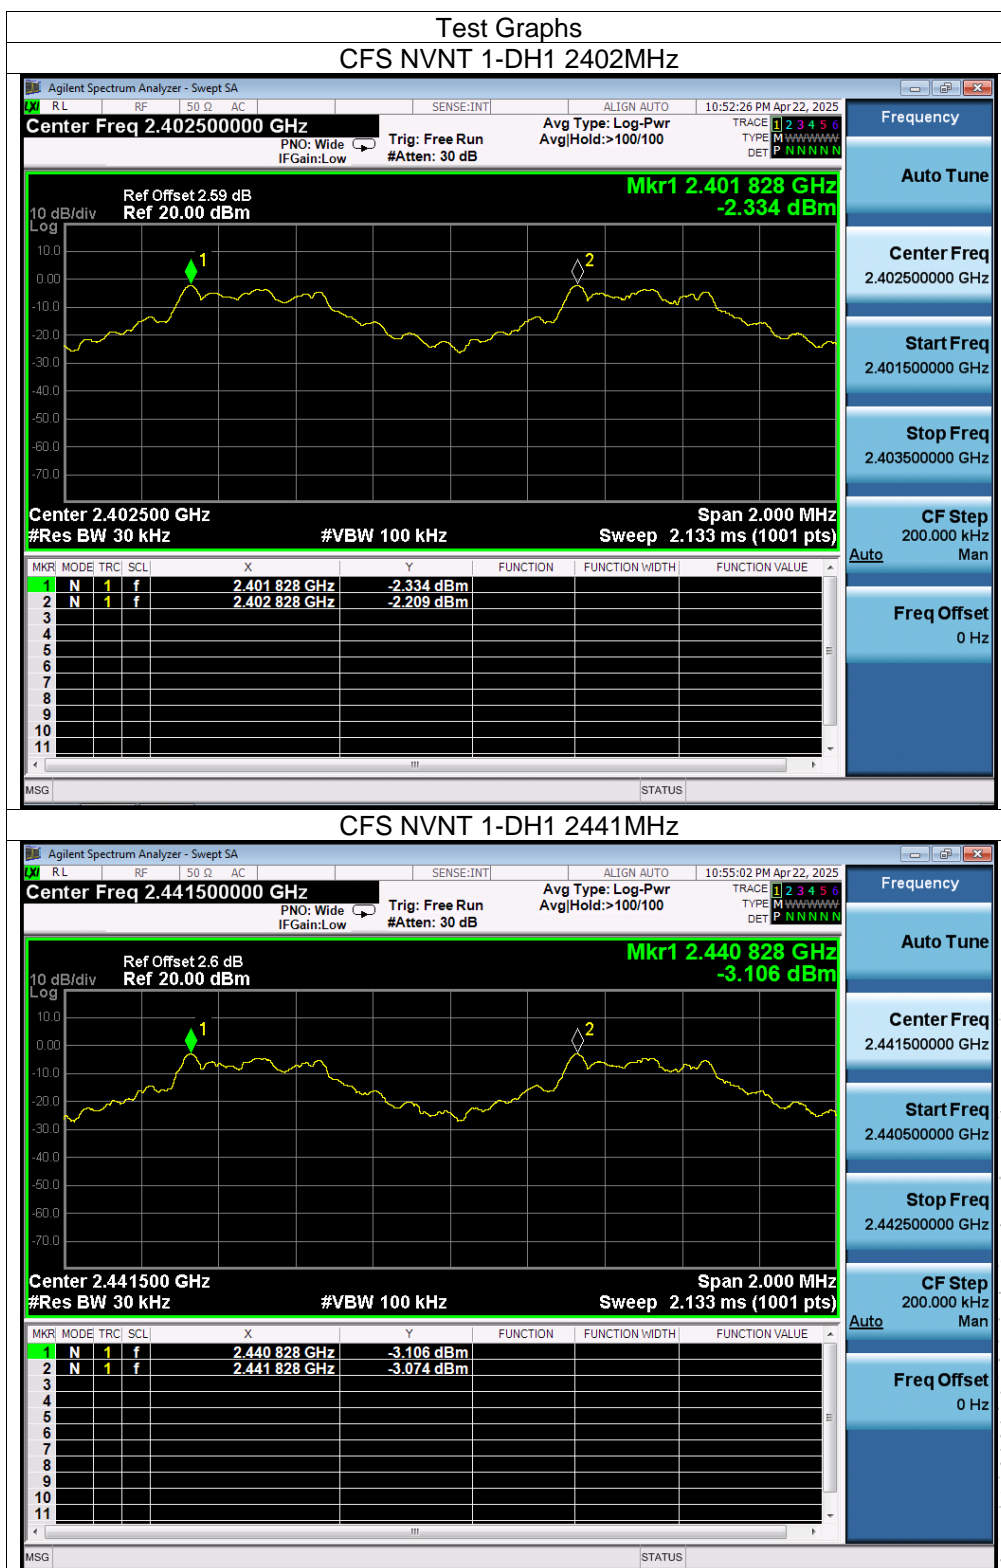 Test Graphs
CFS NVNT 1-DH1 2402MHz
Agilent Spectrum Analyzer - Swept SA
LXI RL RF 50 Ω AC SENSE:INT ALIGN AUTO 10:52:26 PM Apr 22, 2025
Center Freq 2.402500000 GHz
PNO: Wide
IFGain:Low
Trig: Free Run
#Atten: 30 dB
Avg Type: Log-Pwr
Avg|Hold:>100/100
TRACE 1 2 3 4 5 6
TYPE M WWWWW
DET P NNNNN
Frequency
Auto Tune
Center Freq
2.402500000 GHz
Start Freq
2.401500000 GHz
Stop Freq
2.403500000 GHz
CF Step
200.000 kHz
Auto Man
Freq Offset
0 Hz
Mkr1 2.401 828 GHz
-2.334 dBm
Ref Offset 2.59 dB
10 dB/div Ref 20.00 dBm
Log
10.0
0.00
-10.0
-20.0
-30.0
-40.0
-50.0
-60.0
-70.0
1
2
Center 2.402500 GHz Span 2.000 MHz
#Res BW 30 kHz #VBW 100 kHz Sweep 2.133 ms (1001 pts)
MKR MODE TRC SCL X Y FUNCTION FUNCTION WIDTH FUNCTION VALUE
1 N 1 f 2.401 828 GHz -2.334 dBm
2 N 1 f 2.402 828 GHz -2.209 dBm
3
4
5
6
7
8
9
10
11
MSG STATUS
CFS NVNT 1-DH1 2441MHz
Agilent Spectrum Analyzer - Swept SA
LXI RL RF 50 Ω AC SENSE:INT ALIGN AUTO 10:55:02 PM Apr 22, 2025
Center Freq 2.441500000 GHz
PNO: Wide
IFGain:Low
Trig: Free Run
#Atten: 30 dB
Avg Type: Log-Pwr
Avg|Hold:>100/100
TRACE 1 2 3 4 5 6
TYPE M WWWWW
DET P NNNNN
Frequency
Auto Tune
Center Freq
2.441500000 GHz
Start Freq
2.440500000 GHz
Stop Freq
2.442500000 GHz
CF Step
200.000 kHz
Auto Man
Freq Offset
0 Hz
Mkr1 2.440 828 GHz
-3.106 dBm
Ref Offset 2.6 dB
10 dB/div Ref 20.00 dBm
Log
10.0
0.00
-10.0
-20.0
-30.0
-40.0
-50.0
-60.0
-70.0
1
2
Center 2.441500 GHz Span 2.000 MHz
#Res BW 30 kHz #VBW 100 kHz Sweep 2.133 ms (1001 pts)
MKR MODE TRC SCL X Y FUNCTION FUNCTION WIDTH FUNCTION VALUE
1 N 1 f 2.440 828 GHz -3.106 dBm
2 N 1 f 2.441 828 GHz -3.074 dBm
3
4
5
6
7
8
9
10
11
MSG STATUS